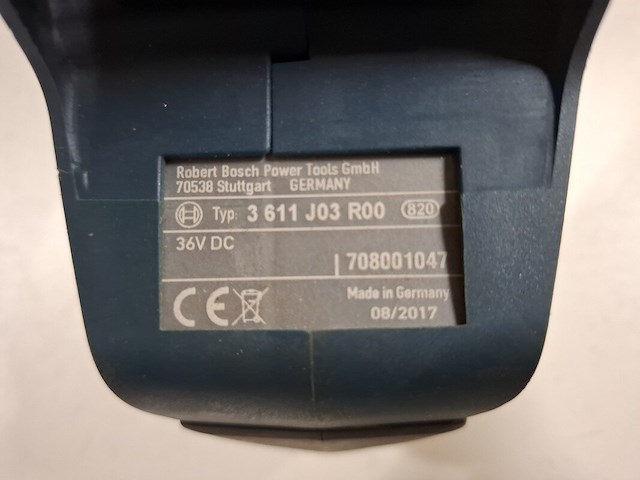 Robert Bosch Power Tools GmbH
70538 Stuttgart GERMANY
Typ 3 611 J03 R00 820
36V DC
708001047
CE Made in Germany
08/2017